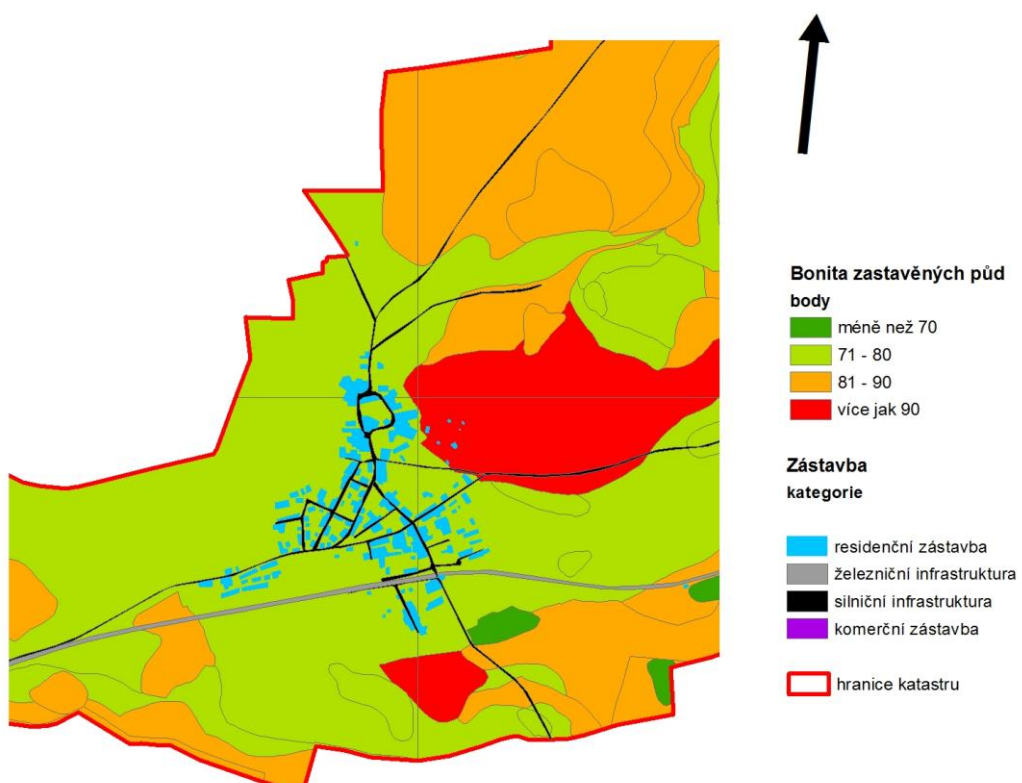 Bonita zastavěných půd
body
méně než 70
71 - 80
81 - 90
více jak 90
Zástavba
kategorie
residenční zástavba
železniční infrastruktura
silniční infrastruktura
komerční zástavba
hranice katastru